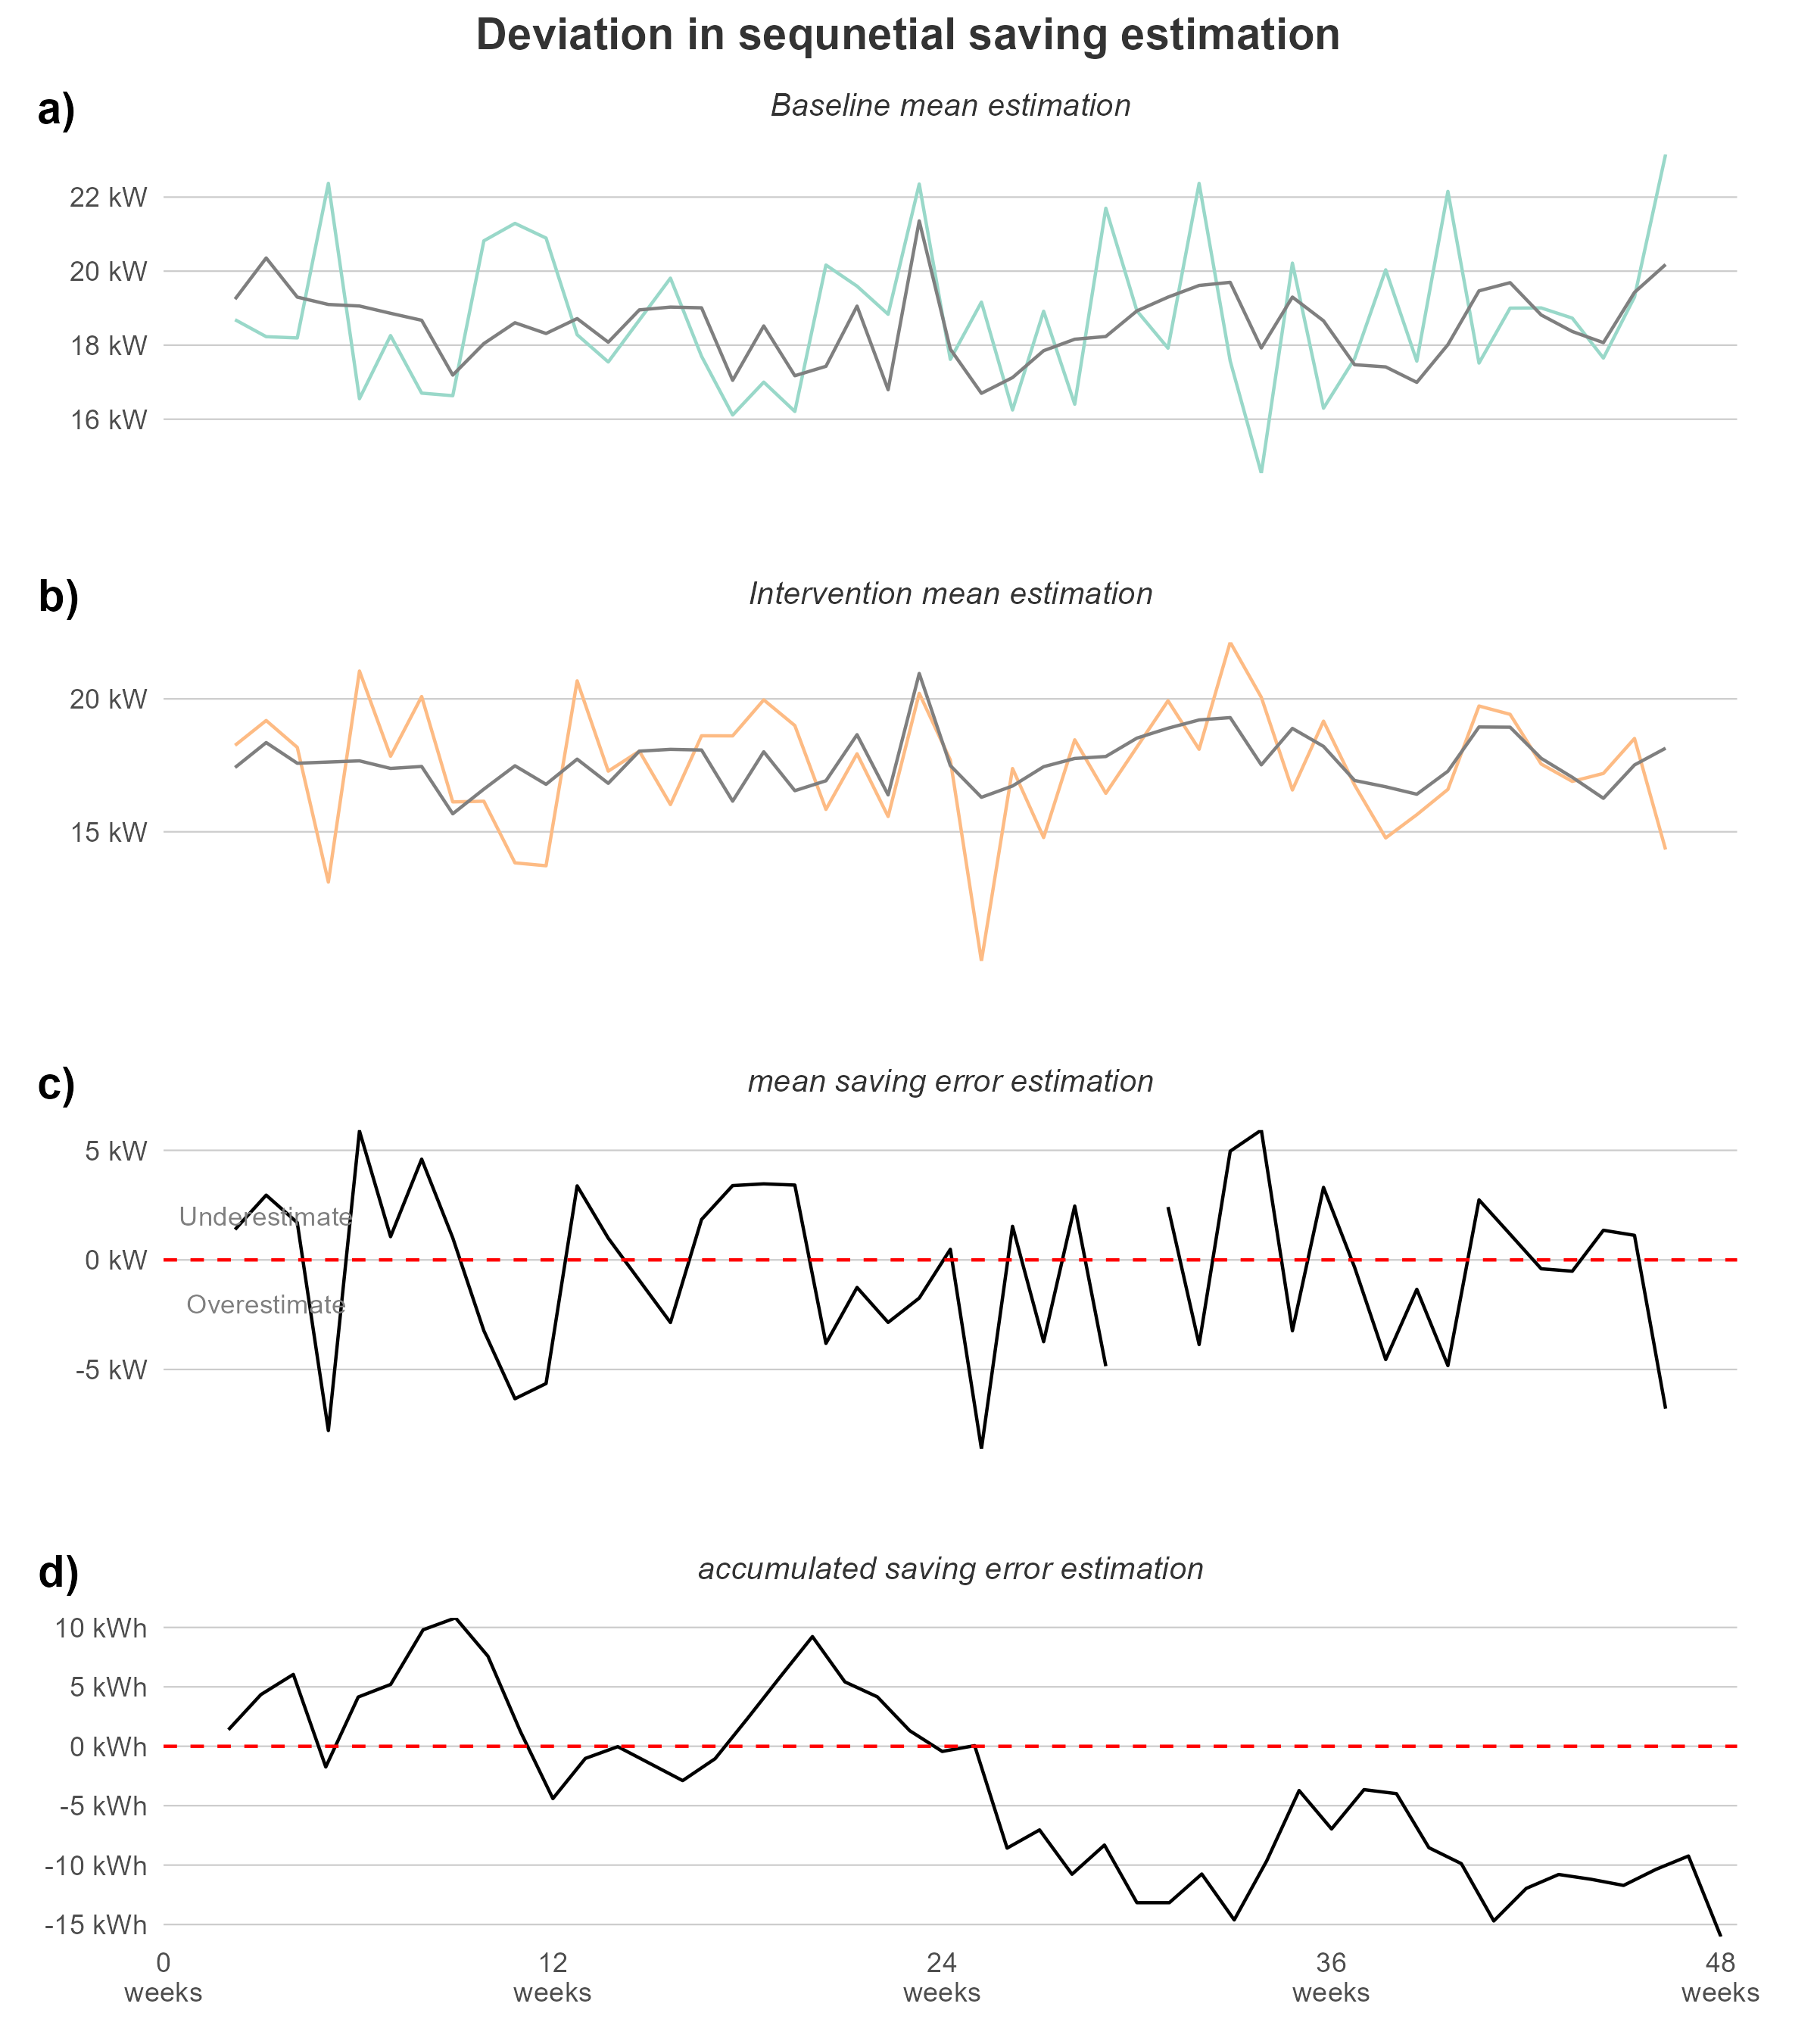 Deviation in sequnetial saving estimation
a)
Baseline mean estimation
22 kW
20 kW
18 kW
16 kW
b)
Intervention mean estimation
20 kW
15 kW
c)
mean saving error estimation
5 kW
Underestimate
0 kW
Overestimate
-5 kW
d)
accumulated saving error estimation
10 kWh
5 kWh
0 kWh
-5 kWh
-10 kWh
-15 kWh
0 12 24 36 48
weeks weeks weeks weeks weeks